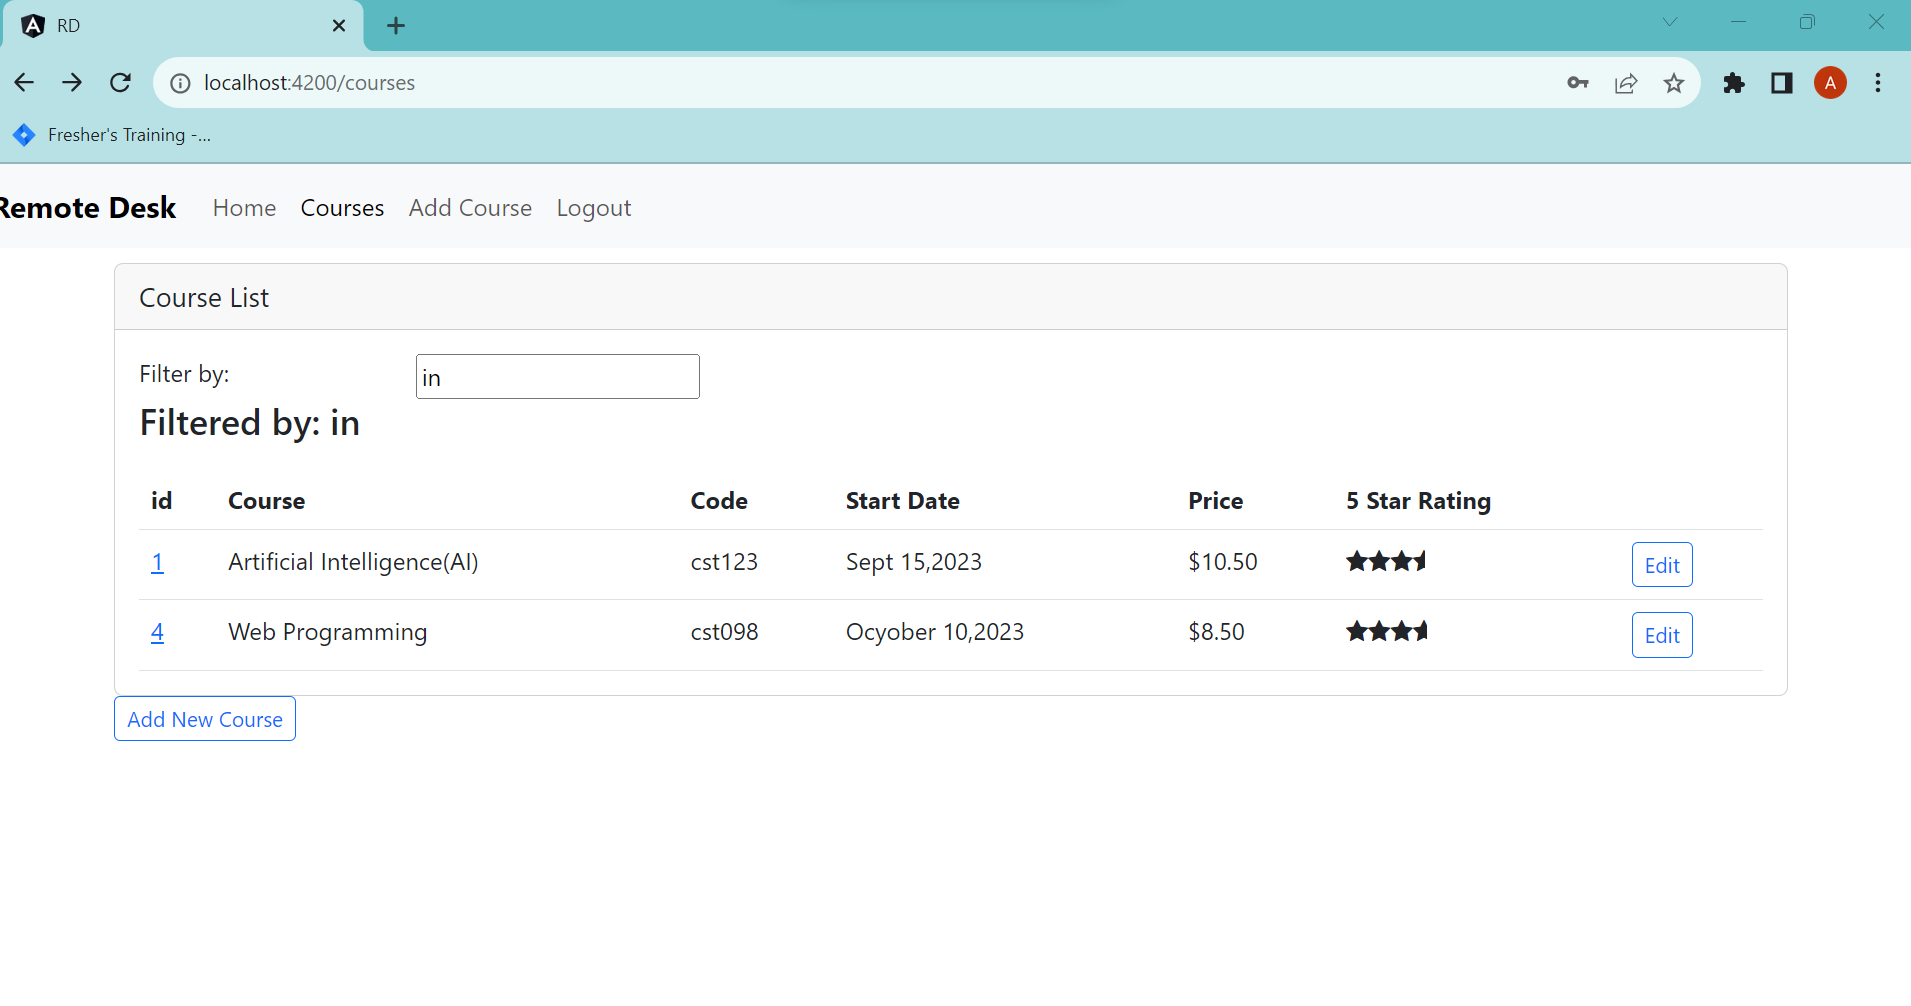 RD
localhost:4200/courses
A
Fresher's Training -...
Remote Desk Home Courses Add Course Logout
Course List
Filter by: in
Filtered by: in
id Course Code Start Date Price 5 Star Rating
1 Artificial Intelligence(AI) cst123 Sept 15,2023 $10.50 Edit
4 Web Programming cst098 Ocyober 10,2023 $8.50 Edit
Add New Course